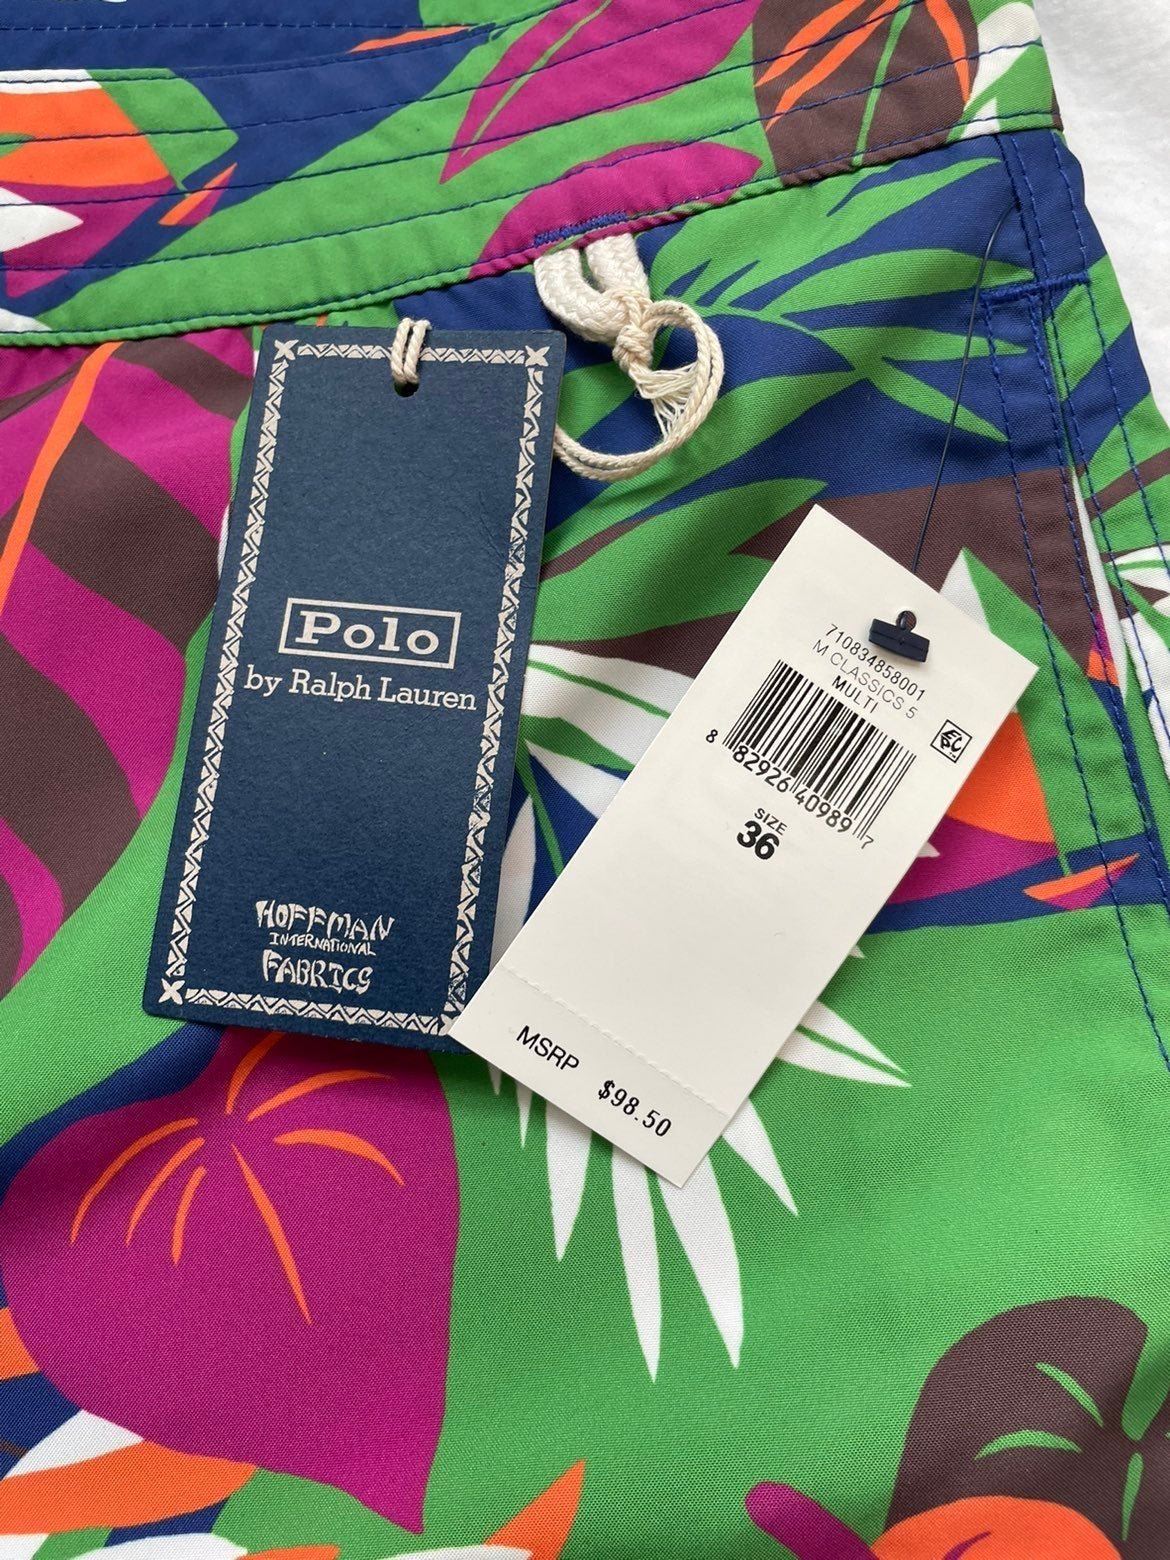 Polo
by Ralph Lauren
HOFFMAN
INTERNATIONAL
FABRICS
710834858001
M CLASSICS 5
MULTI
8 82926 40989 7
SIZE
36
MSRP $98.50